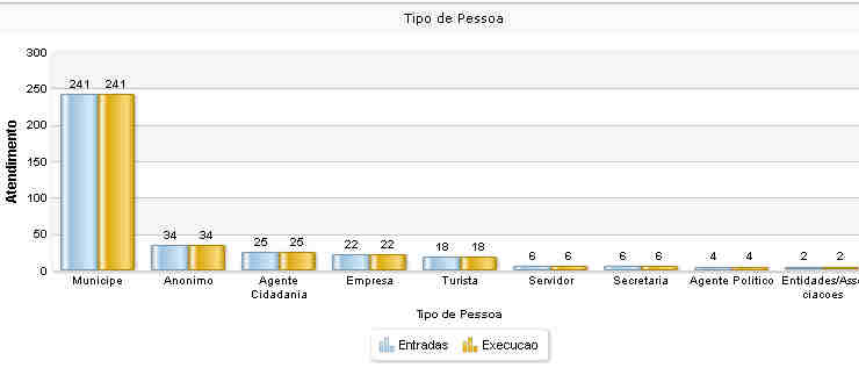 Tipo de Pessoa
300
250
200
150
100
50
0
Atendimento
241 241
34 34
25 25
22 22
18 18
6 6
6 6
4 4
2 2
Municipe Anonimo Agente Empresa Turista Servidor Secretaria Agente Politico Entidades/Asso
Cidadania ciacoes
Tipo de Pessoa
Entradas Execucao